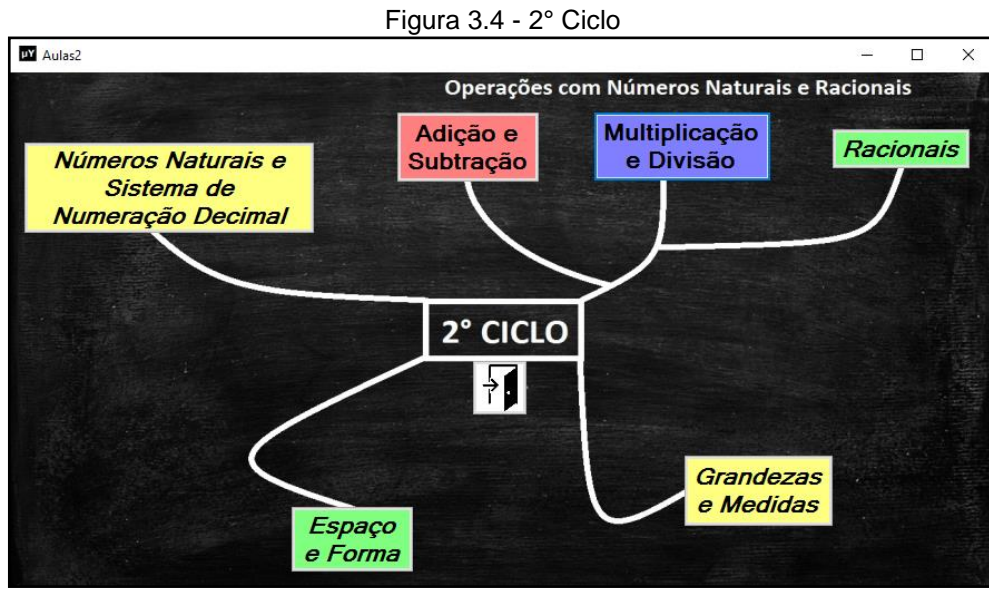 Figura 3.4 - 2° Ciclo
µY Aulas2
Operações com Números Naturais e Racionais
Adição e
Subtração
Multiplicação
e Divisão
Racionais
Números Naturais e
Sistema de
Numeração Decimal
2° CICLO
Grandezas
e Medidas
Espaço
e Forma